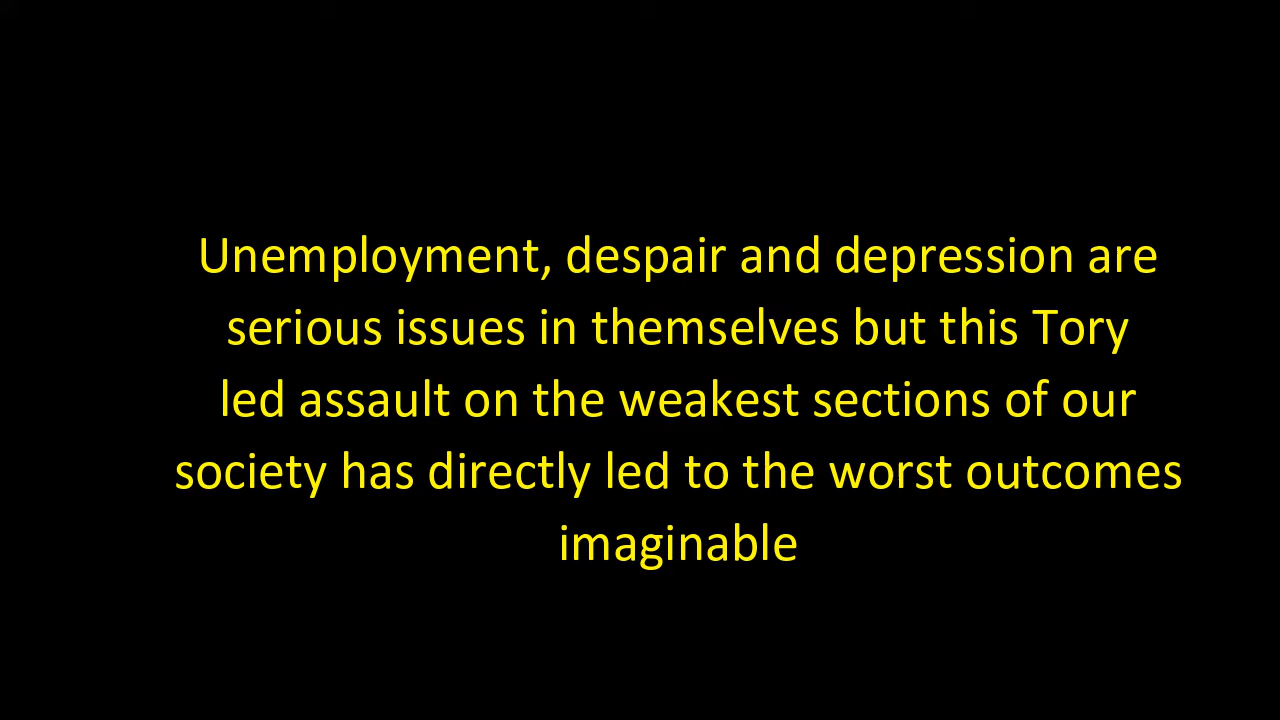 Unemployment, despair and depression are
serious issues in themselves but this Tory
led assault on the weakest sections of our
society has directly led to the worst outcomes
imaginable